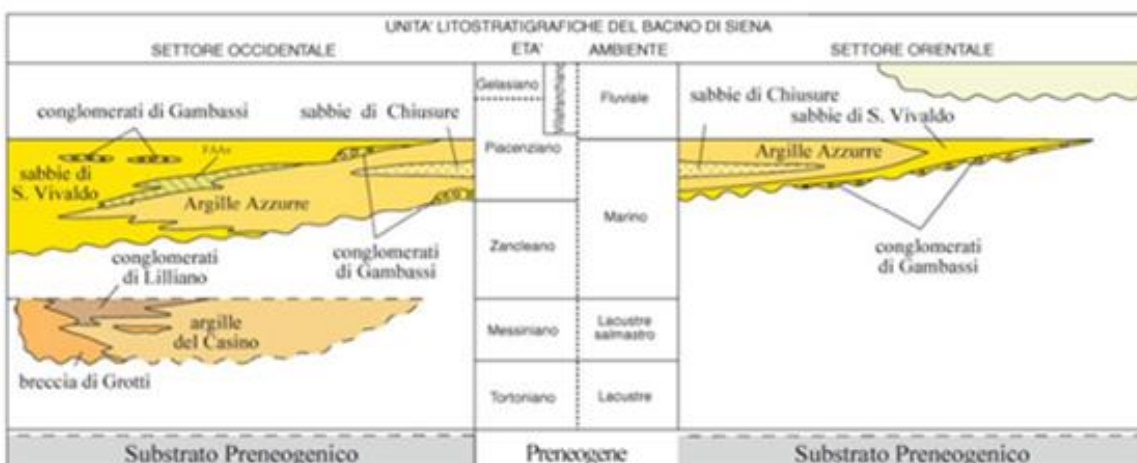 UNITA' LITOSTRATIGRAFICHE DEL BACINO DI SIENA
SETTORE OCCIDENTALE
ETA'
AMBIENTE
SETTORE ORIENTALE
conglomerati di Gambassi
sabbie di Chiusure
FAAe
sabbie di
S. Vivaldo
Argille Azzurre
conglomerati
di Lilliano
conglomerati
di Gambassi
argille
del Casino
breccia di Grotti
Substrato Preneogenico
Gelasiano
Villafranchiano
Piacenziano
Zancleano
Messiniano
Tortoniano
Preneogene
Fluviale
Marino
Lacustre
salmastro
Lacustre
sabbie di Chiusure
sabbie di S. Vivaldo
Argille Azzurre
conglomerati
di Gambassi
Substrato Preneogenico